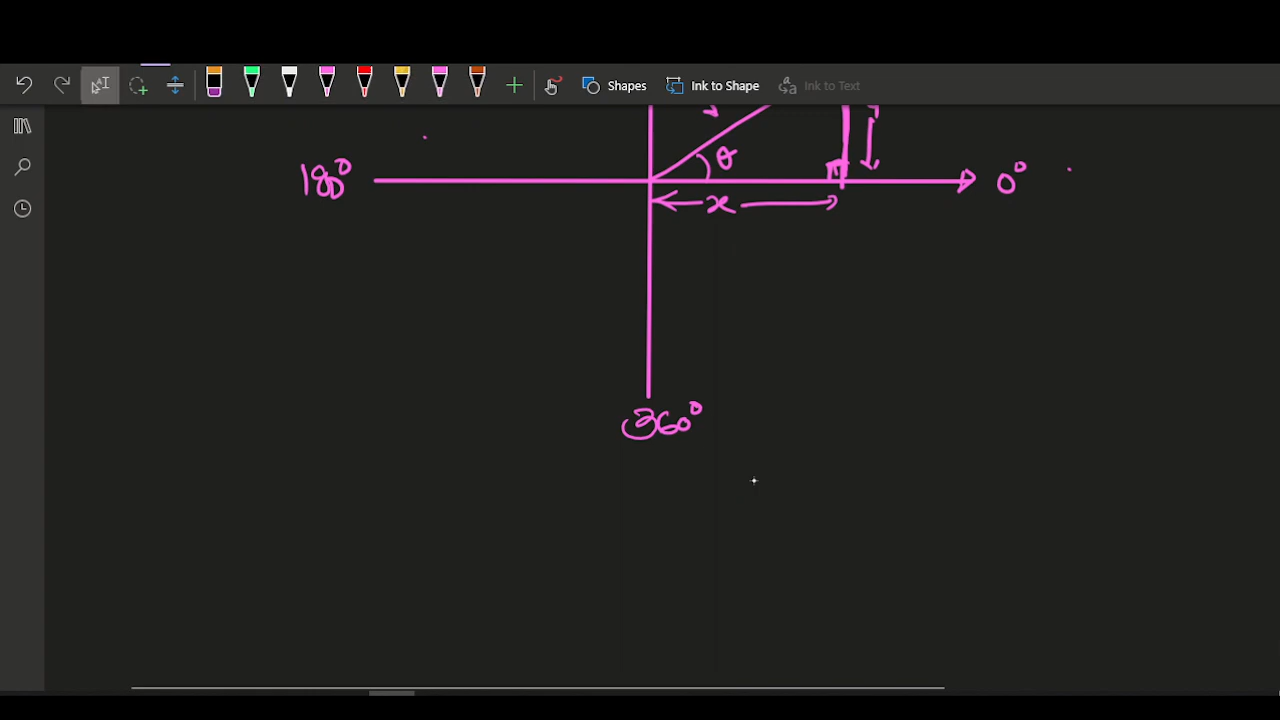 Shapes Ink to Shape Ink to Text
θ
180° 0°
x
360°